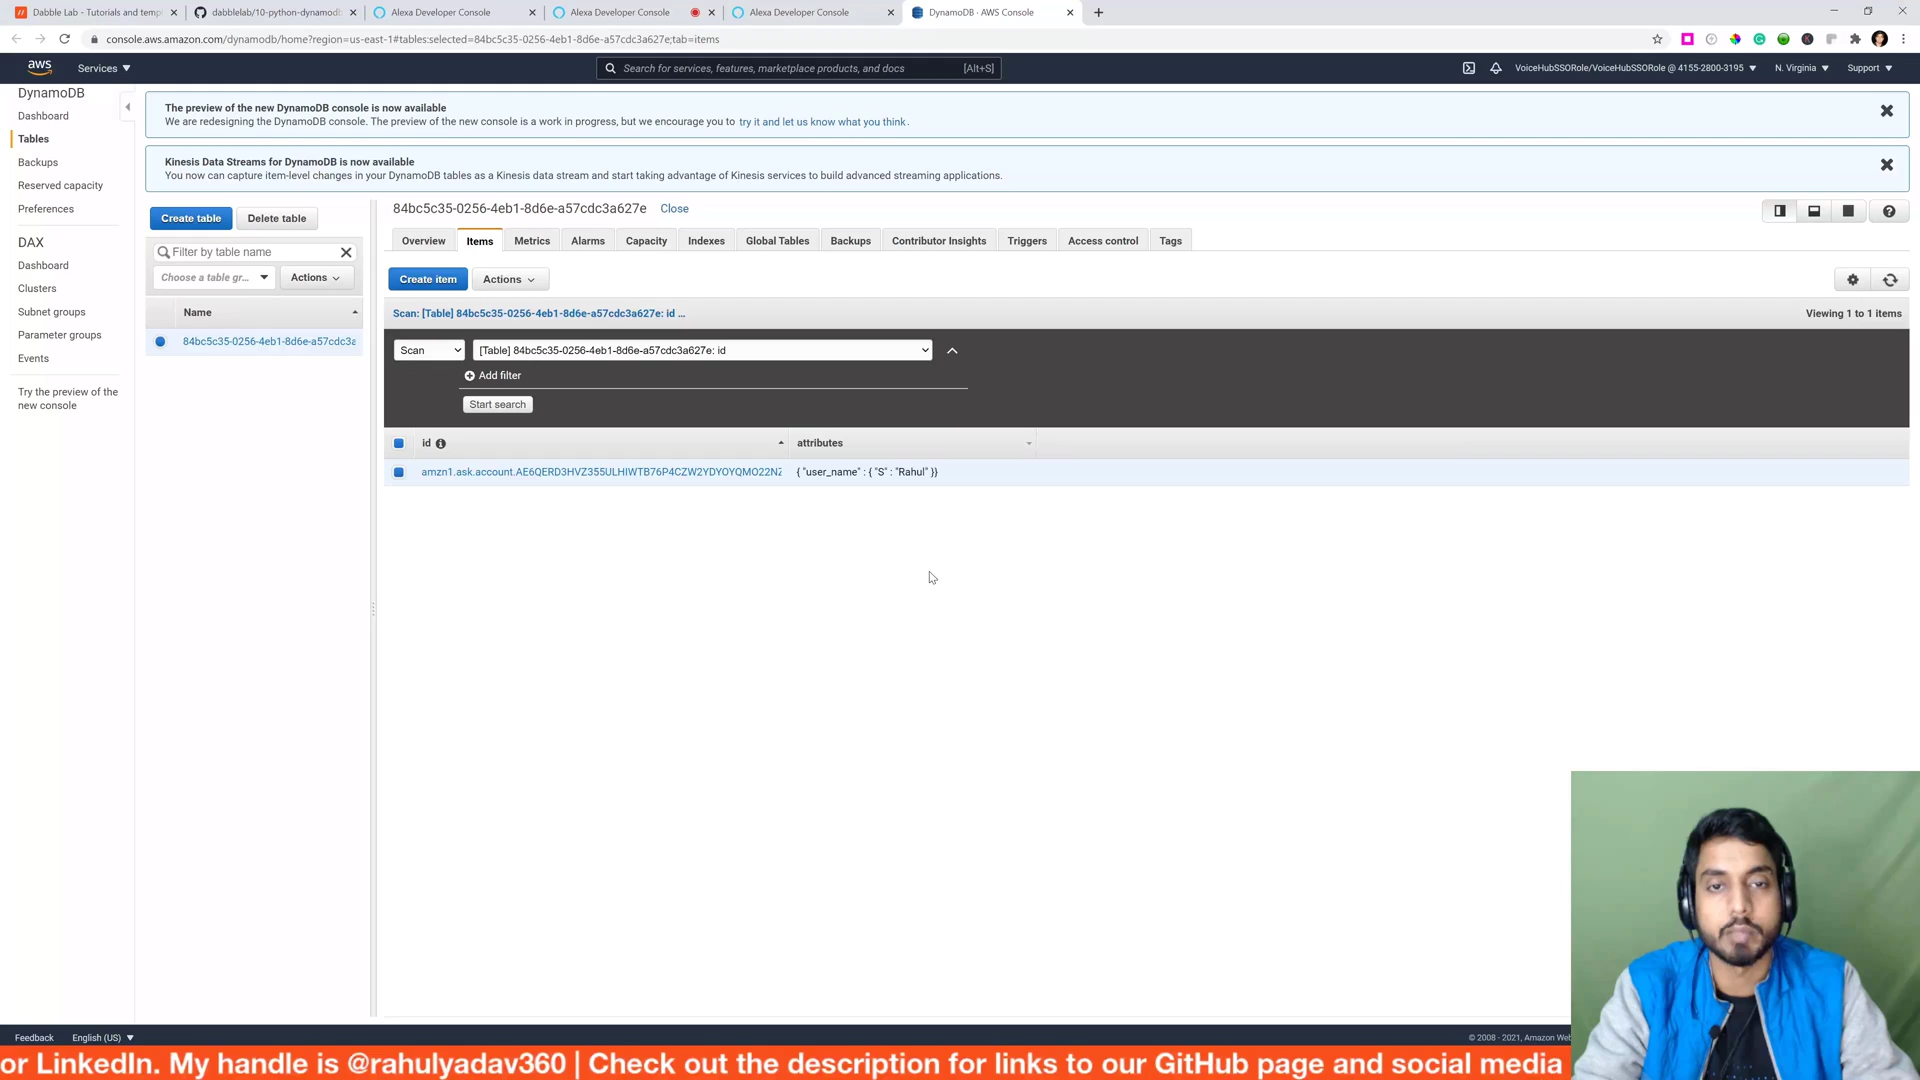 Dabble Lab - Tutorials and temp
dabblelab/10-python-dynamodb
Alexa Developer Console
Alexa Developer Console
Alexa Developer Console
DynamoDB - AWS Console
console.aws.amazon.com/dynamodb/home?region=us-east-1#tables:selected=84bc5c35-0256-4eb1-8d6e-a57cdc3a627e;tab=items
aws
Services
Search for services, features, marketplace products, and docs
[Alt+S]
VoiceHubSSORole/VoiceHubSSORole @ 4155-2800-3195
N. Virginia
Support
DynamoDB
Dashboard
Tables
Backups
Reserved capacity
Preferences
DAX
Dashboard
Clusters
Subnet groups
Parameter groups
Events
Try the preview of the
new console
The preview of the new DynamoDB console is now available
We are redesigning the DynamoDB console. The preview of the new console is a work in progress, but we encourage you to try it and let us know what you think.
Kinesis Data Streams for DynamoDB is now available
You now can capture item-level changes in your DynamoDB tables as a Kinesis data stream and start taking advantage of Kinesis services to build advanced streaming applications.
Create table
Delete table
Filter by table name
Choose a table gr...
Actions
Name
84bc5c35-0256-4eb1-8d6e-a57cdc3a
84bc5c35-0256-4eb1-8d6e-a57cdc3a627e
Close
Overview
Items
Metrics
Alarms
Capacity
Indexes
Global Tables
Backups
Contributor Insights
Triggers
Access control
Tags
Create item
Actions
Scan: [Table] 84bc5c35-0256-4eb1-8d6e-a57cdc3a627e: id ...
Viewing 1 to 1 items
Scan
[Table] 84bc5c35-0256-4eb1-8d6e-a57cdc3a627e: id
Add filter
Start search
id
attributes
amzn1.ask.account.AE6QERD3HVZ355ULHIWTB76P4CZW2YDYOYQMO22NZ
{ "user_name" : { "S" : "Rahul" }}
Feedback
English (US)
© 2008 - 2021, Amazon Web
or LinkedIn. My handle is @rahulyadav360 | Check out the description for links to our GitHub page and social media